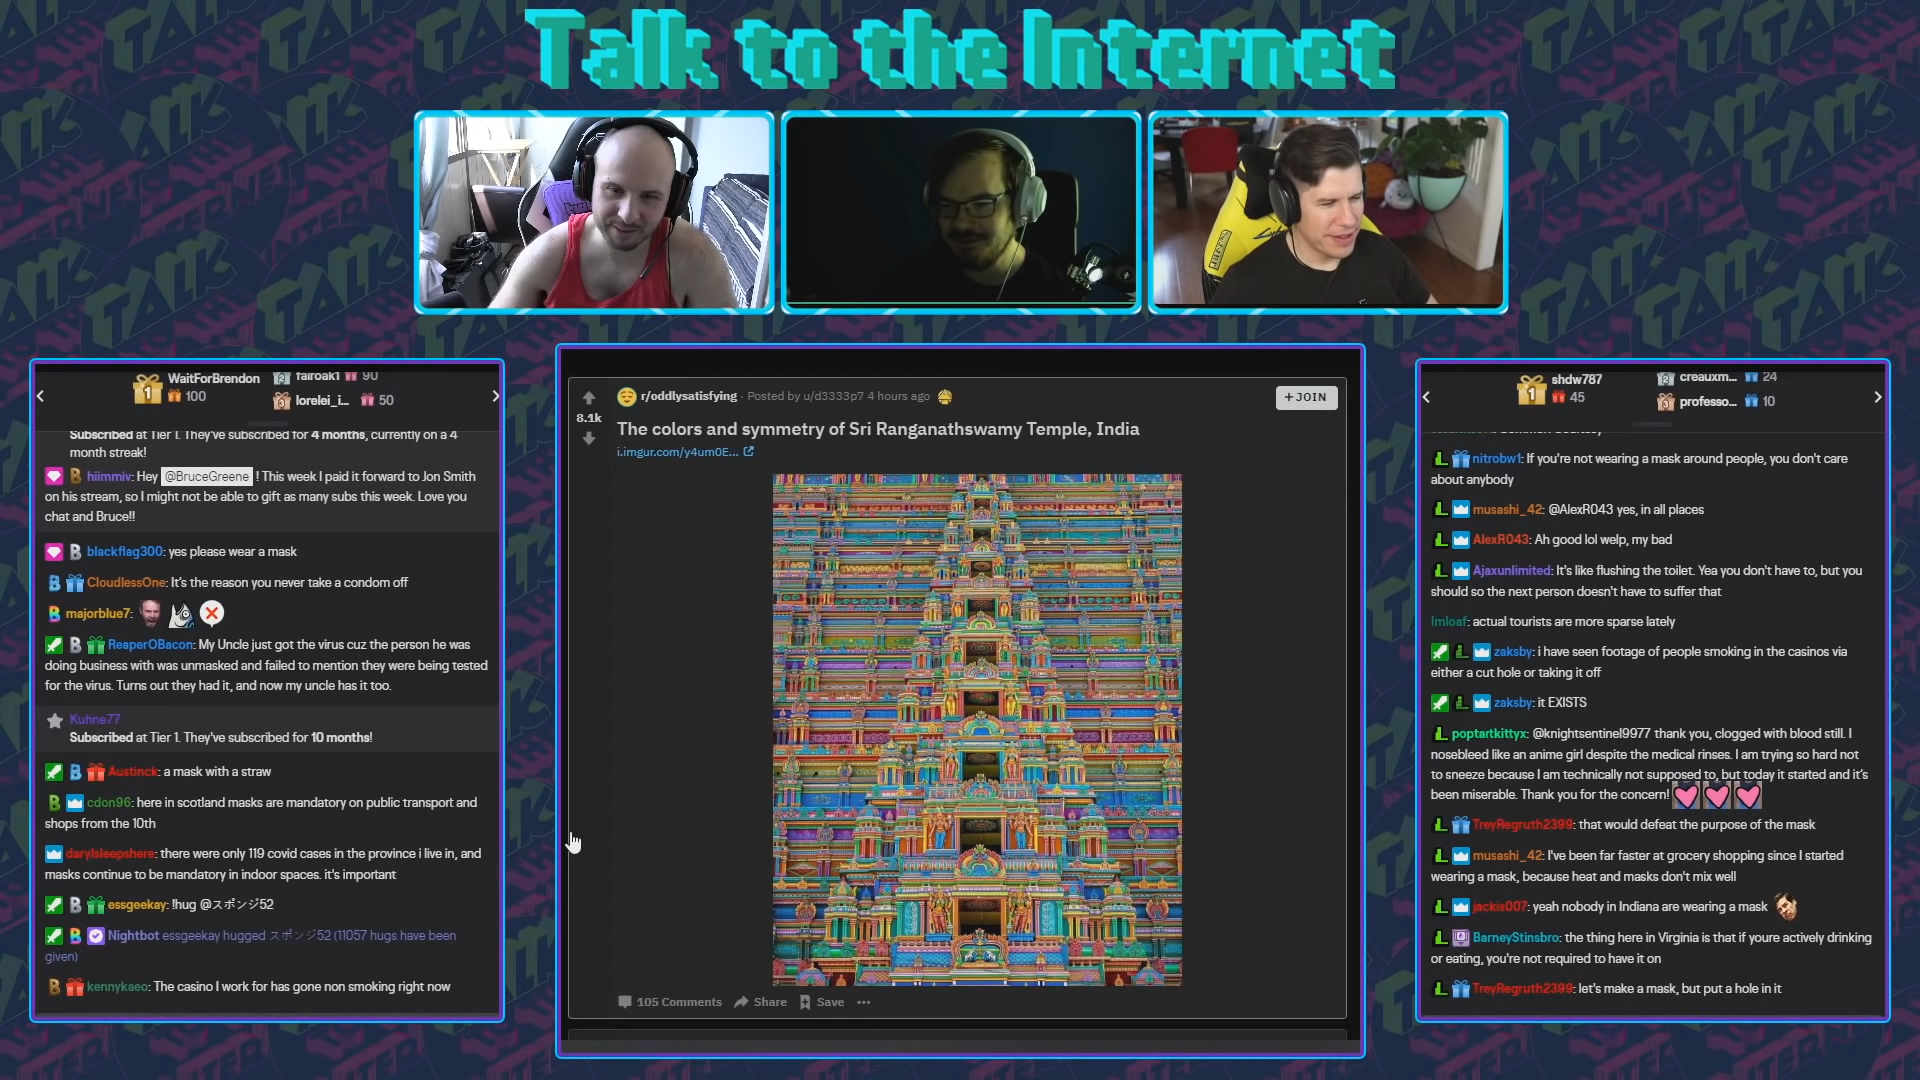 Talk to the Internet
WaitForBrendon
100
fairoak1 90
lorelei_i... 50
Subscribed at Tier 1. They've subscribed for 4 months, currently on a 4
month streak!
hiimmiv: Hey @BruceGreene ! This week I paid it forward to Jon Smith
on his stream, so I might not be able to gift as many subs this week. Love you
chat and Bruce!!
blackflag300: yes please wear a mask
CloudlessOne: It's the reason you never take a condom off
majorblue7:
ReaperOBacon: My Uncle just got the virus cuz the person he was
doing business with was unmasked and failed to mention they were being tested
for the virus. Turns out they had it, and now my uncle has it too.
Kuhne77
Subscribed at Tier 1. They've subscribed for 10 months!
Austinck: a mask with a straw
cdon96: here in scotland masks are mandatory on public transport and
shops from the 10th
darylsleepshere: there were only 119 covid cases in the province i live in, and
masks continue to be mandatory in indoor spaces. it's important
essgeekay: !hug @スポンジ52
Nightbot essgeekay hugged スポンジ52 (11057 hugs have been
given)
kennykaeo: The casino I work for has gone non smoking right now
8.1k
r/oddlysatisfying · Posted by u/d3333p7 4 hours ago
+ JOIN
The colors and symmetry of Sri Ranganathswamy Temple, India
i.imgur.com/y4um0E...
105 Comments Share Save ...
shdw787
45
creauxm... 24
professo... 10
nitrobw1: If you're not wearing a mask around people, you don't care
about anybody
musashi_42: @AlexR043 yes, in all places
AlexR043: Ah good lol welp, my bad
Ajaxunlimited: It's like flushing the toilet. Yea you don't have to, but you
should so the next person doesn't have to suffer that
lmloaf: actual tourists are more sparse lately
zaksby: i have seen footage of people smoking in the casinos via
either a cut hole or taking it off
zaksby: it EXISTS
poptartkittyx: @knightsentinel9977 thank you, clogged with blood still. I
nosebleed like an anime girl despite the medical rinses. I am trying so hard not
to sneeze because I am technically not supposed to, but today it started and it's
been miserable. Thank you for the concern!
TreyRegruth2399: that would defeat the purpose of the mask
musashi_42: I've been far faster at grocery shopping since I started
wearing a mask, because heat and masks don't mix well
jackis007: yeah nobody in Indiana are wearing a mask
BarneyStinsbro: the thing here in Virginia is that if youre actively drinking
or eating, you're not required to have it on
TreyRegruth2399: let's make a mask, but put a hole in it